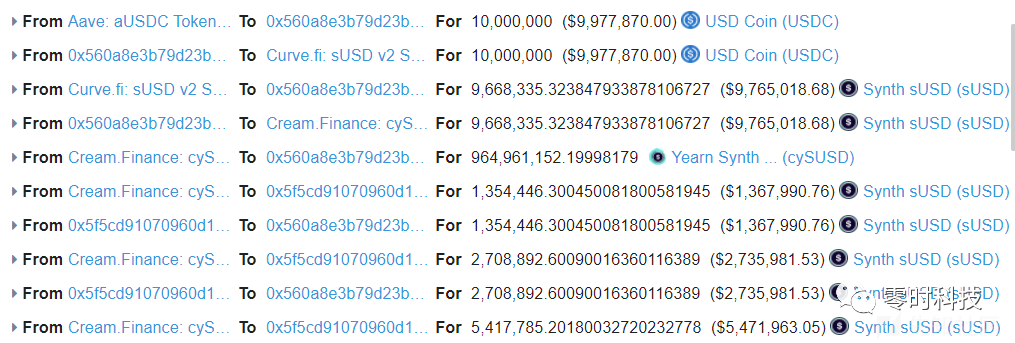 From Aave: aUSDC Token... To 0x560a8e3b79d23b... For 10,000,000 ($9,977,870.00) USD Coin (USDC)
From 0x560a8e3b79d23b... To Curve.fi: sUSD v2 S... For 10,000,000 ($9,977,870.00) USD Coin (USDC)
From Curve.fi: sUSD v2 S... To 0x560a8e3b79d23b... For 9,668,335.323847933878106727 ($9,765,018.68) Synth sUSD (sUSD)
From 0x560a8e3b79d23b... To Cream.Finance: cyS... For 9,668,335.323847933878106727 ($9,765,018.68) Synth sUSD (sUSD)
From Cream.Finance: cyS... To 0x560a8e3b79d23b... For 964,961,152.19998179 Yearn Synth ... (cySUSD)
From Cream.Finance: cyS... To 0x5f5cd91070960d1... For 1,354,446.300450081800581945 ($1,367,990.76) Synth sUSD (sUSD)
From 0x5f5cd91070960d1... To 0x560a8e3b79d23b... For 1,354,446.300450081800581945 ($1,367,990.76) Synth sUSD (sUSD)
From Cream.Finance: cyS... To 0x5f5cd91070960d1... For 2,708,892.60090016360116389 ($2,735,981.53) Synth sUSD (sUSD)
From 0x5f5cd91070960d1... To 0x560a8e3b79d23b... For 2,708,892.60090016360116389 ($2,735,981.53) Synth sUSD (sUSD)
From Cream.Finance: cyS... To 0x5f5cd91070960d1... For 5,417,785.20180032720232778 ($5,471,963.05) Synth sUSD (sUSD)
零时科技